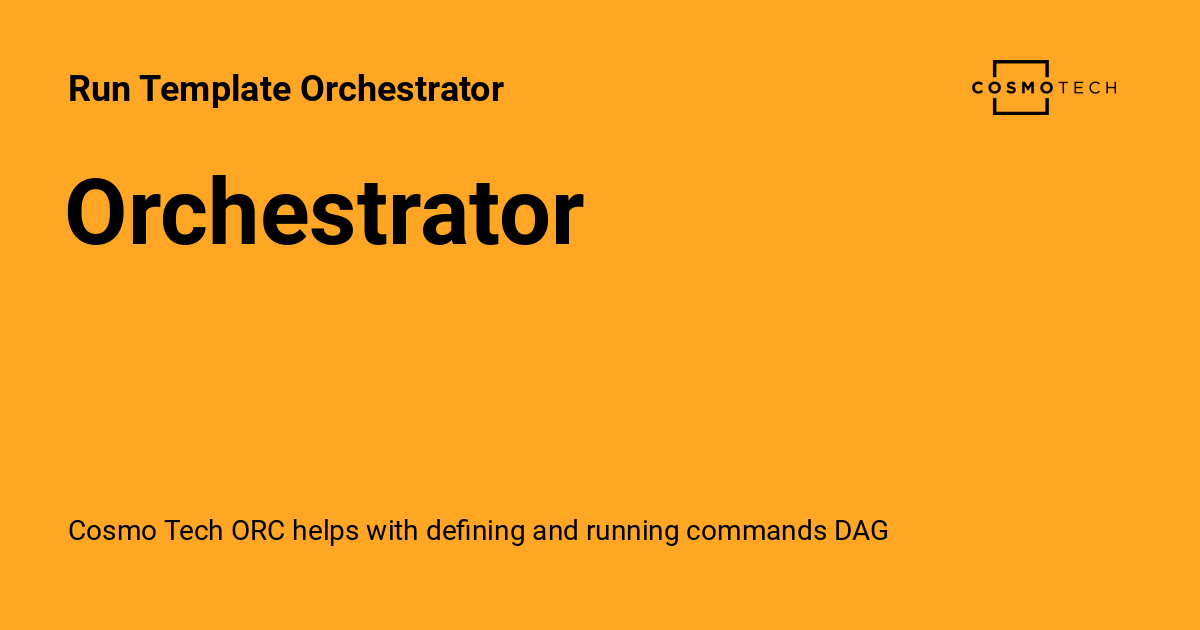 Run Template Orchestrator
COSMOTECH
Orchestrator
Cosmo Tech ORC helps with defining and running commands DAG